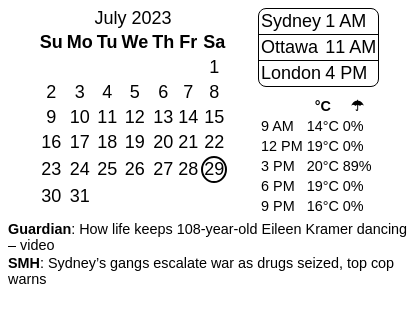 July 2023
Su Mo Tu We Th Fr Sa
1
2 3 4 5 6 7 8
9 10 11 12 13 14 15
16 17 18 19 20 21 22
23 24 25 26 27 28 29
30 31
Sydney 1 AM
Ottawa 11 AM
London 4 PM
°C ☂
9 AM 14°C 0%
12 PM 19°C 0%
3 PM 20°C 89%
6 PM 19°C 0%
9 PM 16°C 0%
Guardian: How life keeps 108-year-old Eileen Kramer dancing
– video
SMH: Sydney’s gangs escalate war as drugs seized, top cop
warns